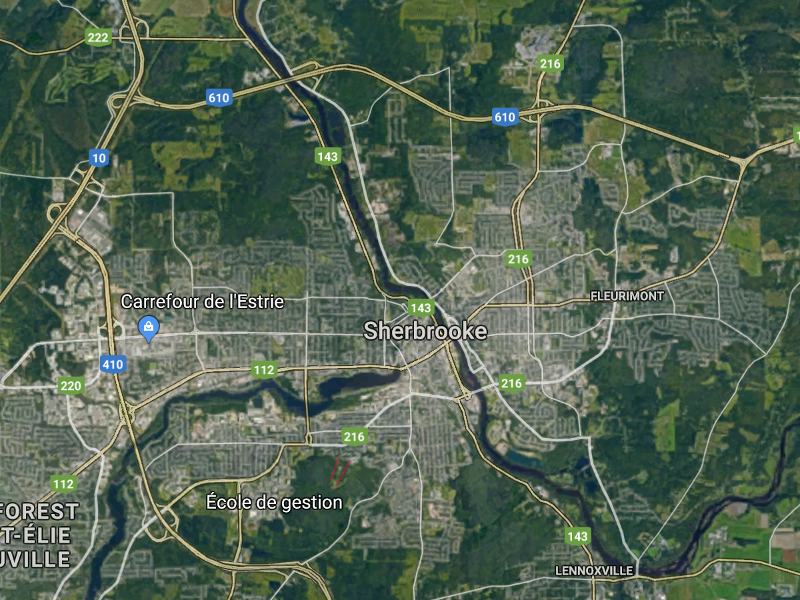 222
216
610
610
10
143
216
FLEURIMONT
Carrefour de l'Estrie
143
Sherbrooke
410
112
220
216
216
112
École de gestion
FOREST
T-ÉLIE
UVILLE
143
LENNOXVILLE